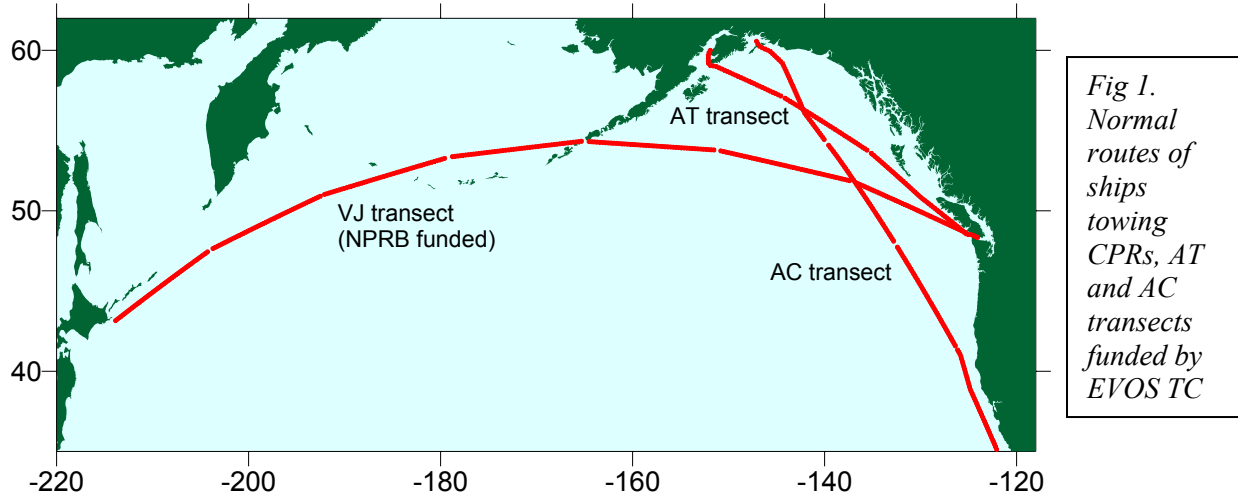 60
50
40
-220
-200
-180
-160
-140
-120
AT transect
VJ transect
(NPRB funded)
AC transect
Fig 1.
Normal
routes of
ships
towing
CPRs, AT
and AC
transects
funded by
EVOS TC